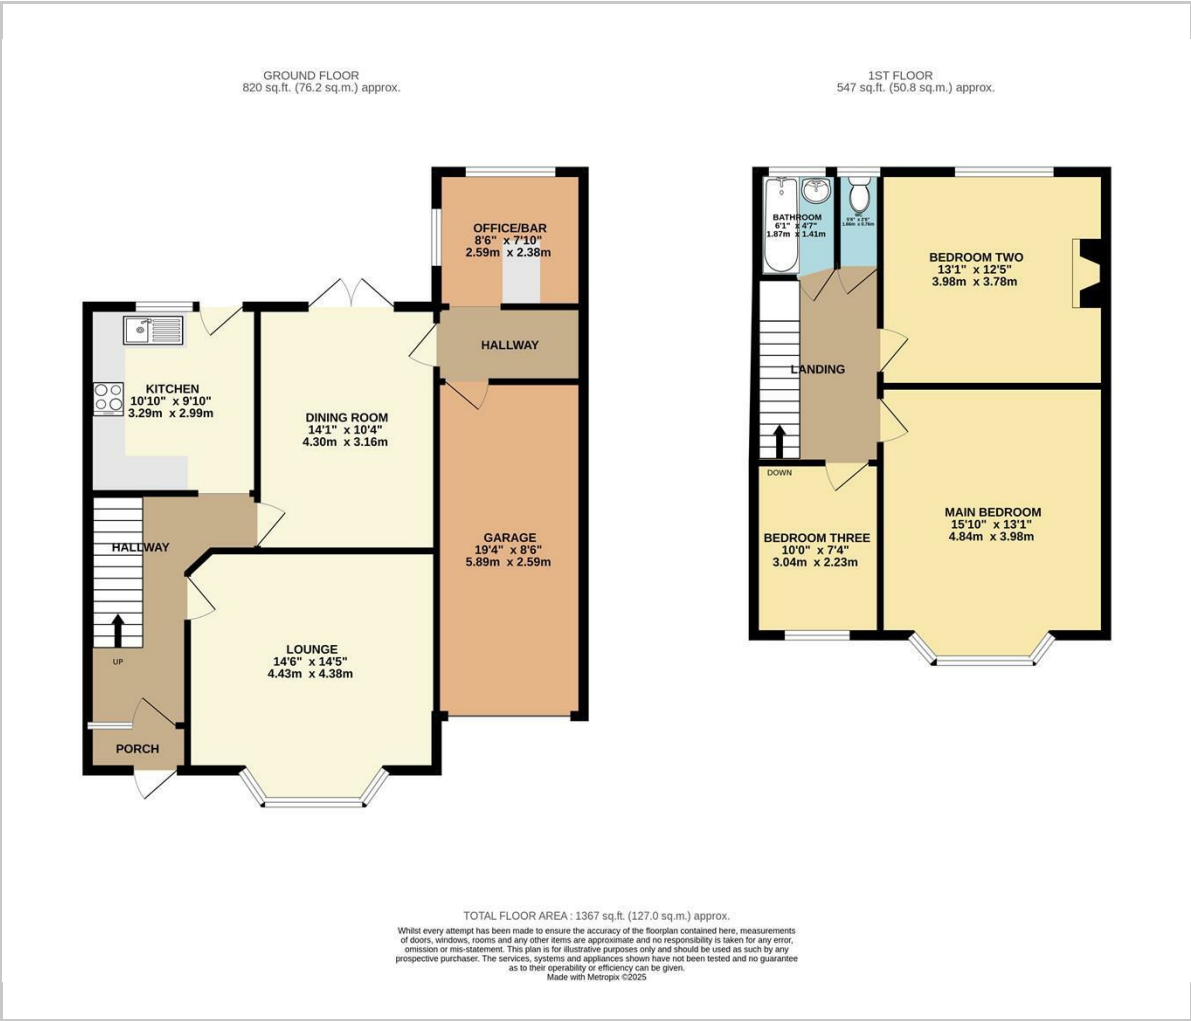 GROUND FLOOR
820 sq.ft. (76.2 sq.m.) approx.
1ST FLOOR
547 sq.ft. (50.8 sq.m.) approx.
OFFICE/BAR
8'6" x 7'10"
2.59m x 2.38m
HALLWAY
KITCHEN
10'10" x 9'10"
3.29m x 2.99m
DINING ROOM
14'1" x 10'4"
4.30m x 3.16m
GARAGE
19'4" x 8'6"
5.89m x 2.59m
HALLWAY
UP
LOUNGE
14'6" x 14'5"
4.43m x 4.38m
PORCH
BATHROOM
6'1" x 4'7"
1.87m x 1.41m
WC
1.66m x 0.76m
BEDROOM TWO
13'1" x 12'5"
3.98m x 3.78m
LANDING
DOWN
BEDROOM THREE
10'0" x 7'4"
3.04m x 2.23m
MAIN BEDROOM
15'10" x 13'1"
4.84m x 3.98m
TOTAL FLOOR AREA : 1367 sq.ft. (127.0 sq.m.) approx.
Whilst every attempt has been made to ensure the accuracy of the floorplan contained here, measurements
of doors, windows, rooms and any other items are approximate and no responsibility is taken for any error,
omission or mis-statement. This plan is for illustrative purposes only and should be used as such by any
prospective purchaser. The services, systems and appliances shown have not been tested and no guarantee
as to their operability or efficiency can be given.
Made with Metropix ©2025